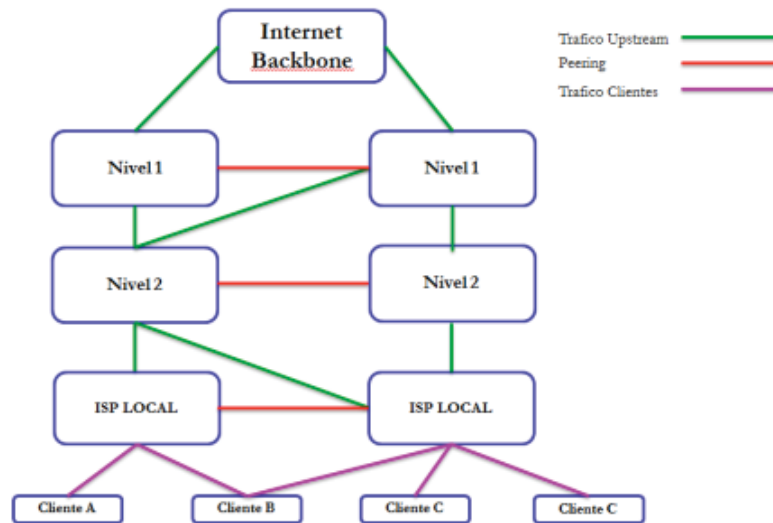 Internet
Backbone
Trafico Upstream
Peering
Trafico Clientes
Nivel 1
Nivel 1
Nivel 2
Nivel 2
ISP LOCAL
ISP LOCAL
Cliente A
Cliente B
Cliente C
Cliente C